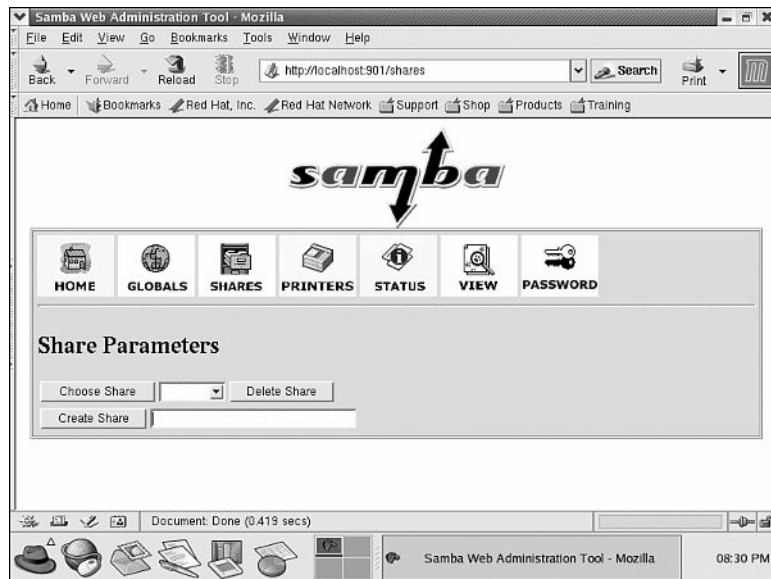 Samba Web Administration Tool - Mozilla
File Edit View Go Bookmarks Tools Window Help
Back Forward Reload Stop http://localhost:901/shares Search Print
Home Bookmarks Red Hat, Inc. Red Hat Network Support Shop Products Training
samba
HOME GLOBALS SHARES PRINTERS STATUS VIEW PASSWORD
Share Parameters
Choose Share Delete Share
Create Share
Document: Done (0.419 secs)
Samba Web Administration Tool - Mozilla 08:30 PM